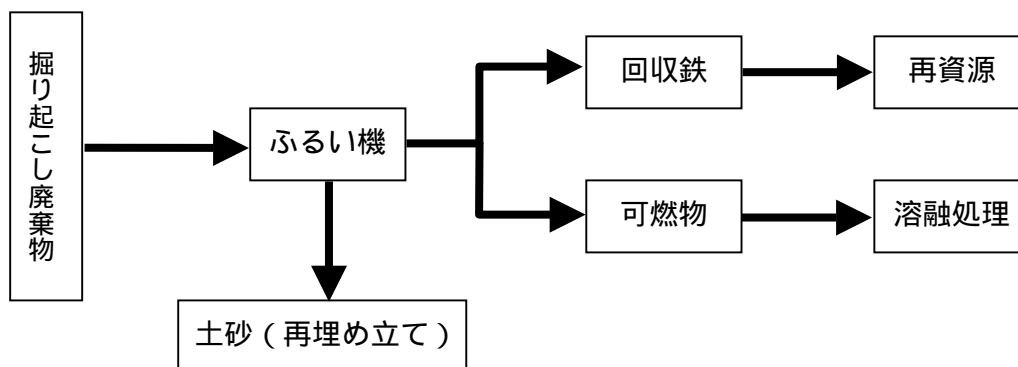 掘り起こし廃棄物
ふるい機
回収鉄
再資源
可燃物
溶融処理
土砂（再埋め立て）